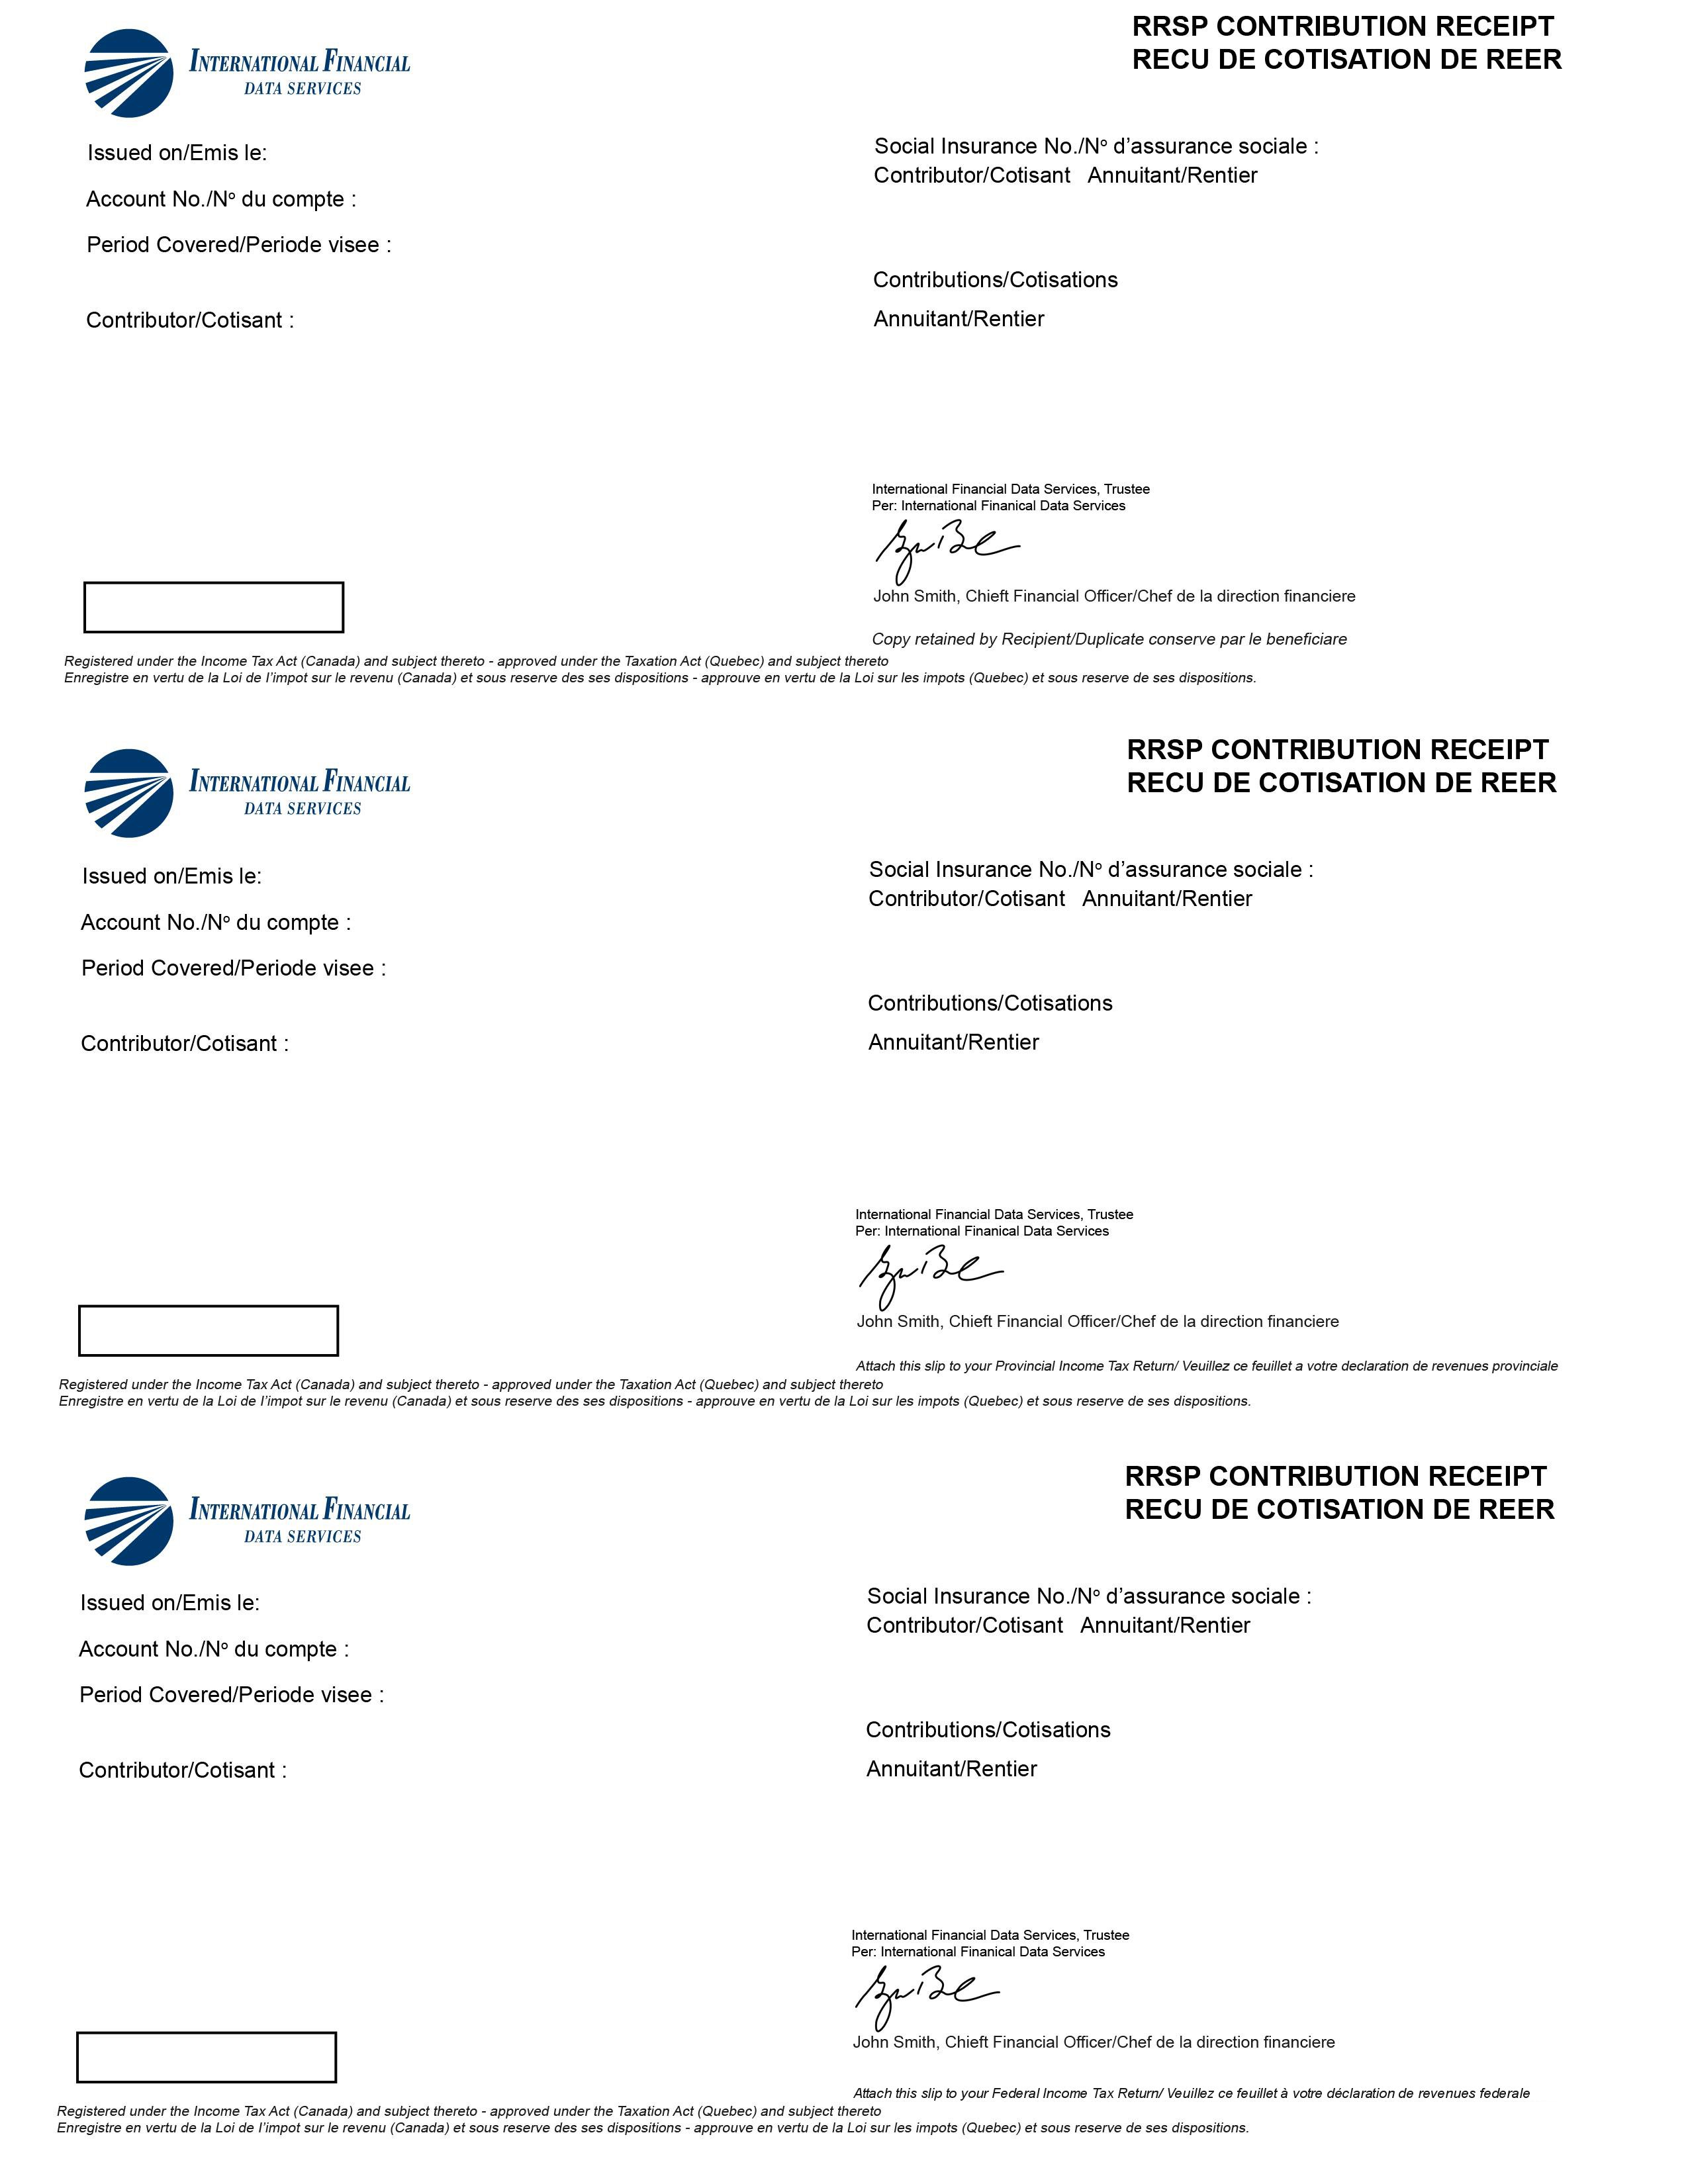 INTERNATIONAL FINANCIAL
DATA SERVICES
RRSP CONTRIBUTION RECEIPT
RECU DE COTISATION DE REER
Issued on/Emis le:
Account No./Nº du compte :
Period Covered/Periode visee :
Contributor/Cotisant :
Social Insurance No./Nº d’assurance sociale :
Contributor/Cotisant Annuitant/Rentier
Contributions/Cotisations
Annuitant/Rentier
International Financial Data Services, Trustee
Per: International Finanical Data Services
John Smith, Chieft Financial Officer/Chef de la direction financiere
Copy retained by Recipient/Duplicate conserve par le beneficiare
Registered under the Income Tax Act (Canada) and subject thereto - approved under the Taxation Act (Quebec) and subject thereto
Enregistre en vertu de la Loi de l’impot sur le revenu (Canada) et sous reserve des ses dispositions - approuve en vertu de la Loi sur les impots (Quebec) et sous reserve de ses dispositions.
INTERNATIONAL FINANCIAL
DATA SERVICES
RRSP CONTRIBUTION RECEIPT
RECU DE COTISATION DE REER
Issued on/Emis le:
Account No./Nº du compte :
Period Covered/Periode visee :
Contributor/Cotisant :
Social Insurance No./Nº d’assurance sociale :
Contributor/Cotisant Annuitant/Rentier
Contributions/Cotisations
Annuitant/Rentier
International Financial Data Services, Trustee
Per: International Finanical Data Services
John Smith, Chieft Financial Officer/Chef de la direction financiere
Attach this slip to your Provincial Income Tax Return/ Veuillez ce feuillet a votre declaration de revenues provinciale
Registered under the Income Tax Act (Canada) and subject thereto - approved under the Taxation Act (Quebec) and subject thereto
Enregistre en vertu de la Loi de l’impot sur le revenu (Canada) et sous reserve des ses dispositions - approuve en vertu de la Loi sur les impots (Quebec) et sous reserve de ses dispositions.
INTERNATIONAL FINANCIAL
DATA SERVICES
RRSP CONTRIBUTION RECEIPT
RECU DE COTISATION DE REER
Issued on/Emis le:
Account No./Nº du compte :
Period Covered/Periode visee :
Contributor/Cotisant :
Social Insurance No./Nº d’assurance sociale :
Contributor/Cotisant Annuitant/Rentier
Contributions/Cotisations
Annuitant/Rentier
International Financial Data Services, Trustee
Per: International Finanical Data Services
John Smith, Chieft Financial Officer/Chef de la direction financiere
Attach this slip to your Federal Income Tax Return/ Veuillez ce feuillet à votre déclaration de revenues federale
Registered under the Income Tax Act (Canada) and subject thereto - approved under the Taxation Act (Quebec) and subject thereto
Enregistre en vertu de la Loi de l’impot sur le revenu (Canada) et sous reserve des ses dispositions - approuve en vertu de la Loi sur les impots (Quebec) et sous reserve de ses dispositions.